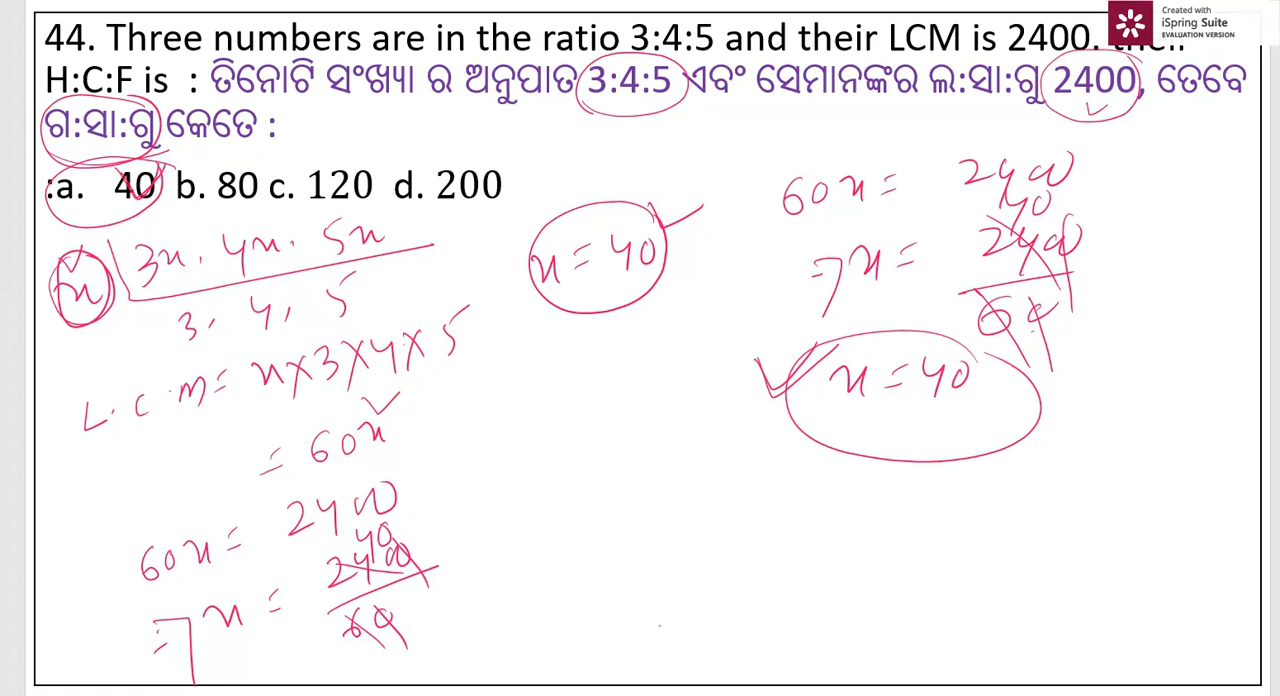 Created with
iSpring Suite
EVALUATION VERSION
44. Three numbers are in the ratio 3:4:5 and their LCM is 2400.
H:C:F is : ତିନୋଟି ସଂଖ୍ୟା ର ଅନୁପାତ 3:4:5 ଏବଂ ସେମାନଙ୍କର ଲ:ସା:ଗୁ 2400, ତେବେ
ଗ:ସା:ଗୁ କେତେ :
:a. 40 b. 80 c. 120 d. 200
x | 3x, 4x, 5x
3, 4, 5
L.C.M = x×3×4×5
= 60x
60x = 2400
40
⇒ x = 2400
60
x = 40
60x = 2400
40
⇒ x = 2400
60
x = 40